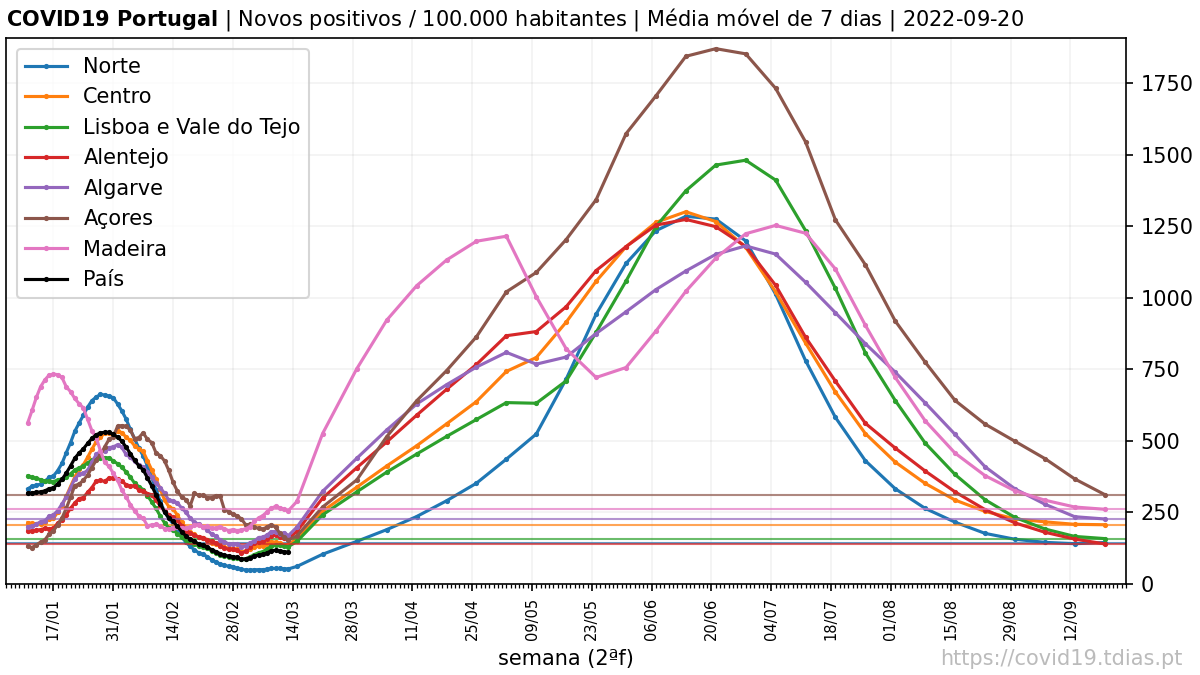 COVID19 Portugal | Novos positivos / 100.000 habitantes | Média móvel de 7 dias | 2022-09-20
Norte
Centro
Lisboa e Vale do Tejo
Alentejo
Algarve
Açores
Madeira
País
1750
1500
1250
1000
750
500
250
0
17/01 31/01 14/02 28/02 14/03 28/03 11/04 25/04 09/05 23/05 06/06 20/06 04/07 18/07 01/08 15/08 29/08 12/09
semana (2ªf)
https://covid19.tdias.pt